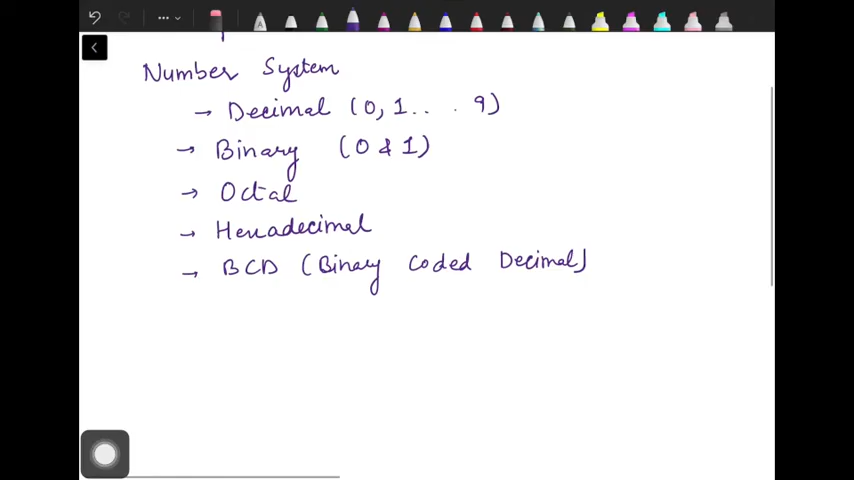 Number System
→ Decimal (0, 1.. . 9)
→ Binary (0 & 1)
→ Octal
→ Hexadecimal
→ BCD (Binary Coded Decimal)